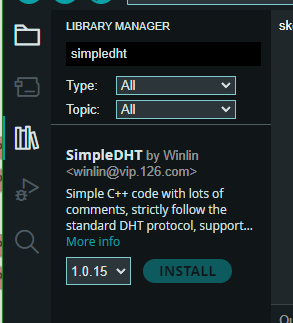 LIBRARY MANAGER
sk
simpledht
Type: All
Topic: All
SimpleDHT by Winlin
<winlin@vip.126.com>
Simple C++ code with lots of
comments, strictly follow the
standard DHT protocol, support...
More info
1.0.15 INSTALL